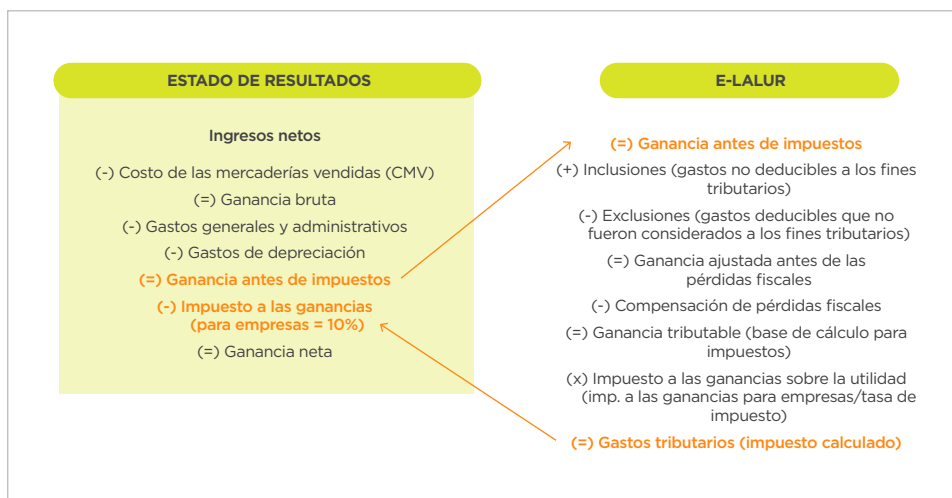 ESTADO DE RESULTADOS
Ingresos netos
(-) Costo de las mercaderías vendidas (CMV)
(=) Ganancia bruta
(-) Gastos generales y administrativos
(-) Gastos de depreciación
(=) Ganancia antes de impuestos
(-) Impuesto a las ganancias
(para empresas = 10%)
(=) Ganancia neta
E-LALUR
(=) Ganancia antes de impuestos
(+) Inclusiones (gastos no deducibles a los fines
tributarios)
(-) Exclusiones (gastos deducibles que no
fueron considerados a los fines tributarios)
(=) Ganancia ajustada antes de las
pérdidas fiscales
(-) Compensación de pérdidas fiscales
(=) Ganancia tributable (base de cálculo para
impuestos)
(x) Impuesto a las ganancias sobre la utilidad
(imp. a las ganancias para empresas/tasa de
impuesto)
(=) Gastos tributarios (impuesto calculado)